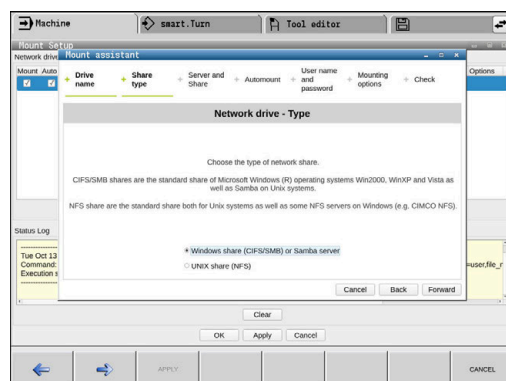 Machine
smart.Turn
Tool editor
Mount Setup
Network drive
Mount Auto
Options
Mount assistant
+ Drive name
+ Share type
+ Server and Share
+ Automount
+ User name and password
+ Mounting options
+ Check
Network drive - Type
Choose the type of network share.
CIFS/SMB shares are the standard share of Microsoft Windows (R) operating systems Win2000, WinXP and Vista as
well as Samba on Unix systems.
NFS share are the standard share both for Unix systems as well as some NFS servers on Windows (e.g. CIMCO NFS).
Windows share (CIFS/SMB) or Samba server
UNIX share (NFS)
Cancel Back Forward
Status Log
Tue Oct 13
Command:
=user,file_r
Execution s
Clear
OK Apply Cancel
APPLY
CANCEL